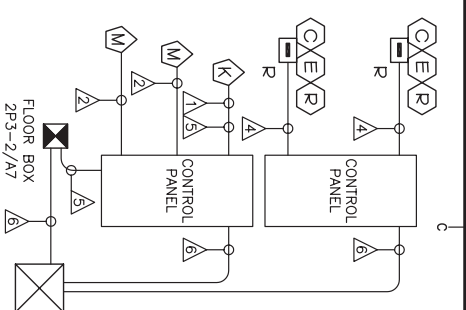 C
C E R
R
4
CONTROL
PANEL
6
C E R
R
4
K
1
5
CONTROL
PANEL
6
M
2
M
2
5
6
FLOOR BOX
2P3-2/A7